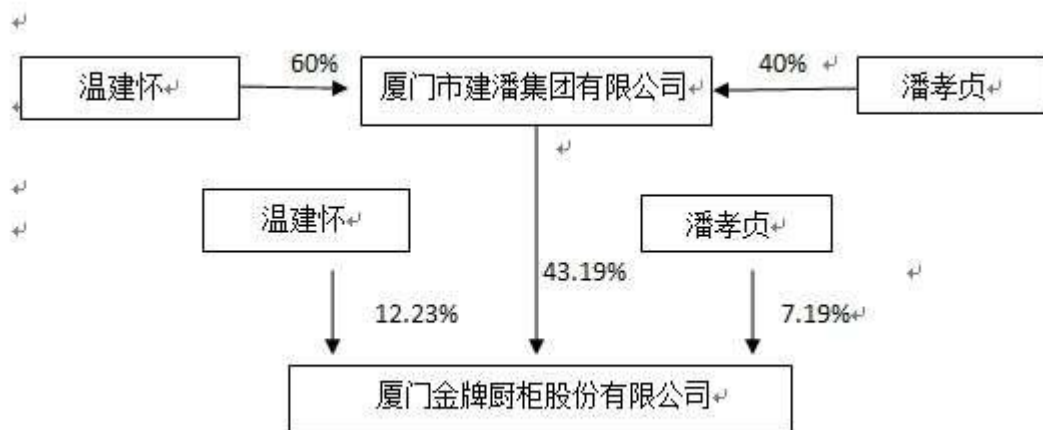 60%
40%
温建怀
厦门市建潘集团有限公司
潘孝贞
温建怀
潘孝贞
43.19%
12.23%
7.19%
厦门金牌厨柜股份有限公司